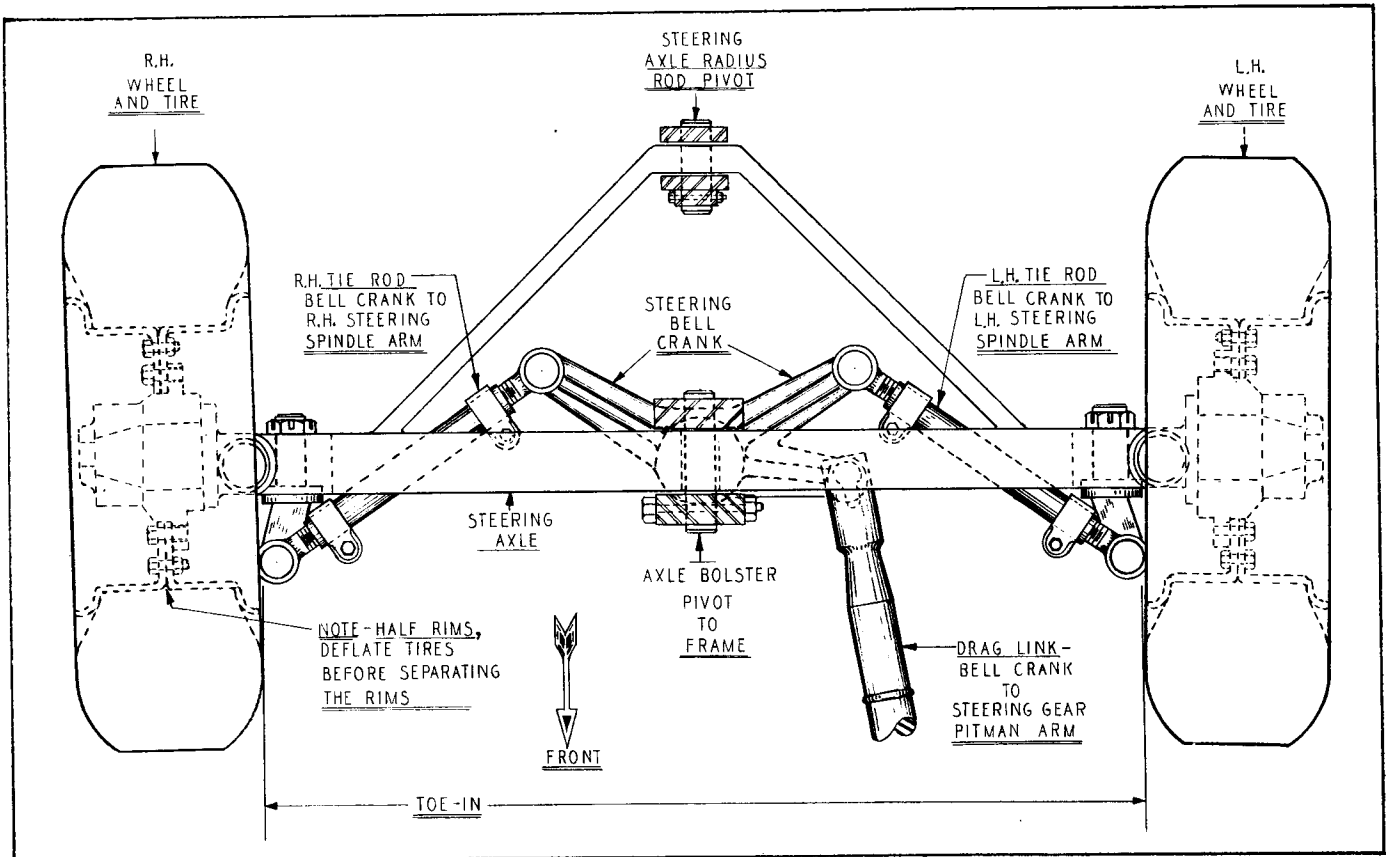 R.H.
WHEEL
AND TIRE
STEERING
AXLE RADIUS
ROD PIVOT
L.H.
WHEEL
AND TIRE
R.H. TIE ROD
BELL CRANK TO
R.H. STEERING
SPINDLE ARM
STEERING
BELL
CRANK
L.H. TIE ROD
BELL CRANK TO
L.H. STEERING
SPINDLE ARM
STEERING
AXLE
AXLE BOLSTER
PIVOT
TO
FRAME
NOTE-HALF RIMS,
DEFLATE TIRES
BEFORE SEPARATING
THE RIMS
FRONT
DRAG LINK-
BELL CRANK
TO
STEERING GEAR
PITMAN ARM
TOE-IN